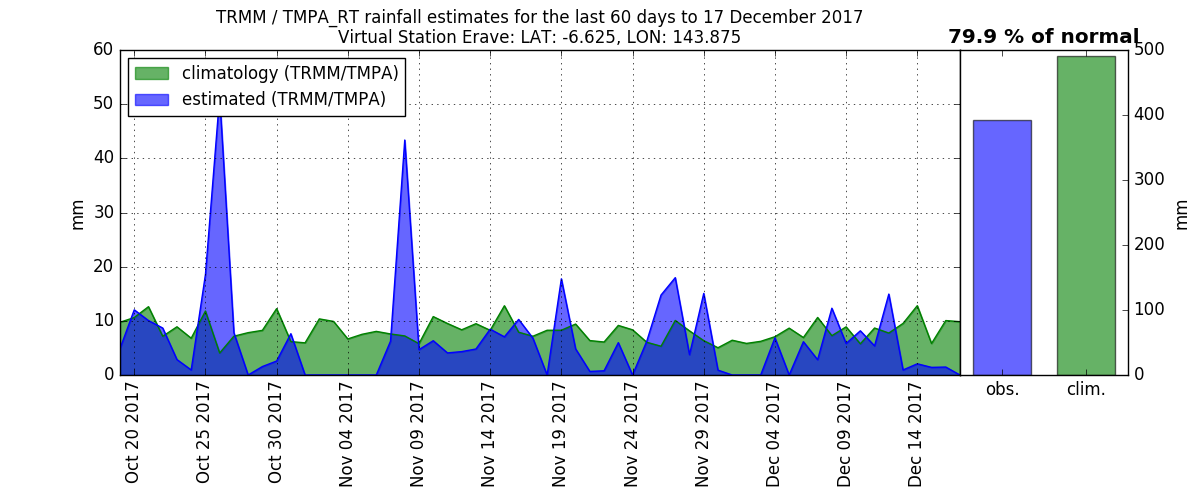 TRMM / TMPA_RT rainfall estimates for the last 60 days to 17 December 2017
Virtual Station Erave: LAT: -6.625, LON: 143.875
79.9 % of normal
climatology (TRMM/TMPA)
estimated (TRMM/TMPA)
mm
60
50
40
30
20
10
0
Oct 20 2017
Oct 25 2017
Oct 30 2017
Nov 04 2017
Nov 09 2017
Nov 14 2017
Nov 19 2017
Nov 24 2017
Nov 29 2017
Dec 04 2017
Dec 09 2017
Dec 14 2017
obs.
clim.
500
400
300
200
100
0
mm